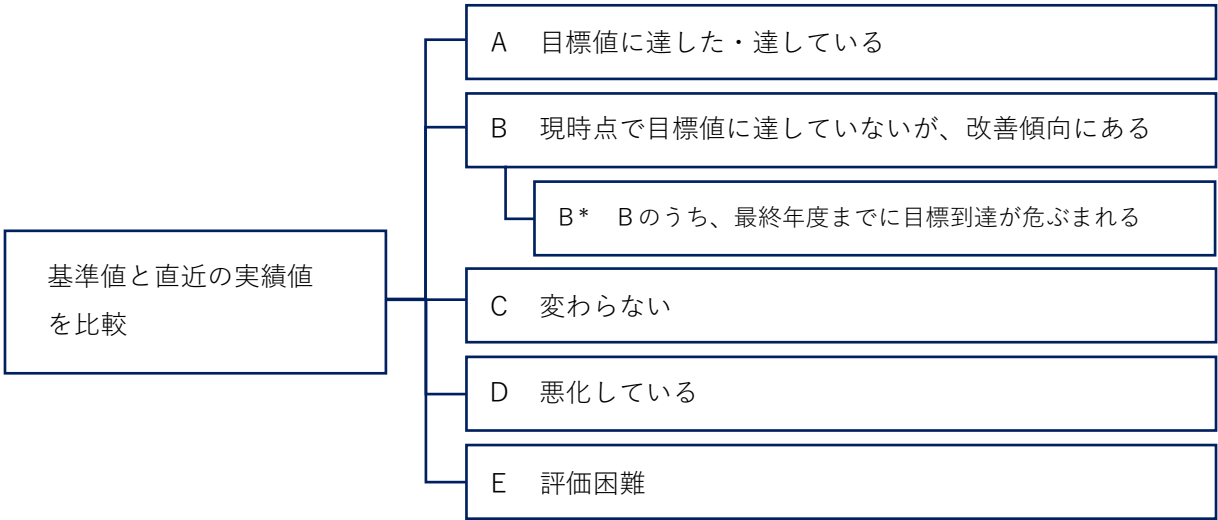 A　目標値に達した・達している
B　現時点で目標値に達していないが、改善傾向にある
B*　Bのうち、最終年度までに目標到達が危ぶまれる
基準値と直近の実績値
を比較
C　変わらない
D　悪化している
E　評価困難